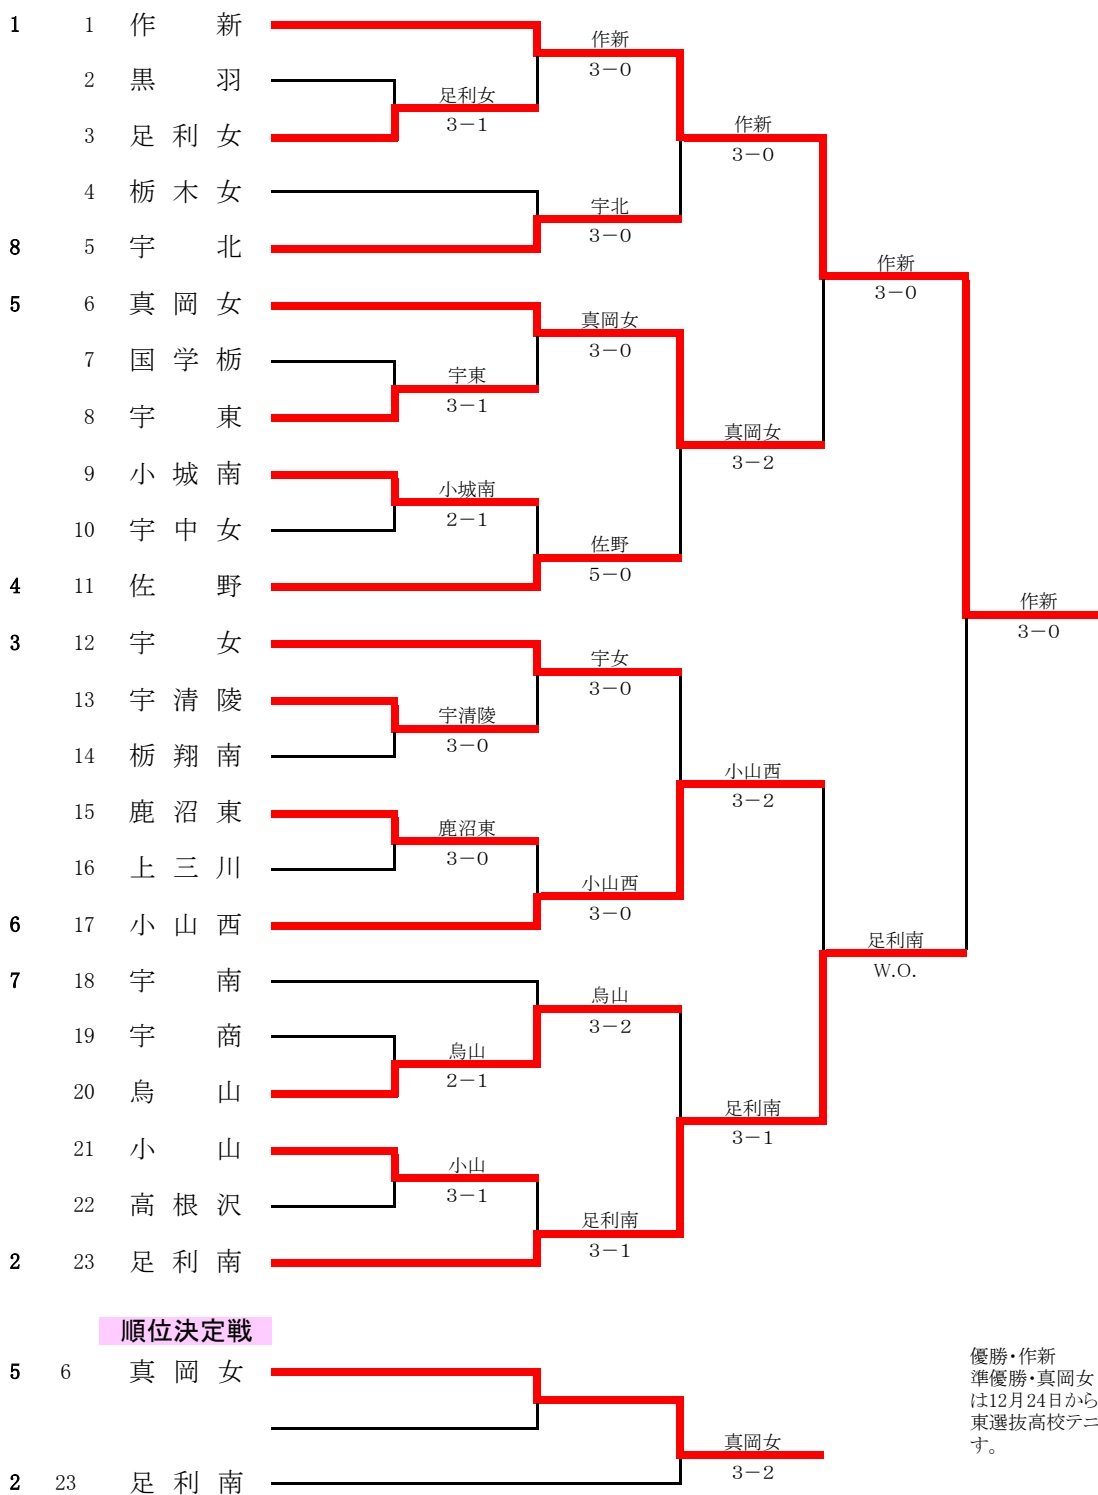 1 1 作新
2 黒羽
3 足利女
4 栃木女
8 5 宇北
5 6 真岡女
7 国学栃
8 宇東
9 小城南
10 宇中女
4 11 佐野
3 12 宇女
13 宇清陵
14 栃翔南
15 鹿沼東
16 上三川
6 17 小山西
7 18 宇南
19 宇商
20 烏山
21 小山
22 高根沢
2 23 足利南
足利女
3－1
宇東
3－1
小城南
2－1
宇清陵
3－0
鹿沼東
3－0
烏山
2－1
小山
3－1
作新
3－0
宇北
3－0
真岡女
3－0
佐野
5－0
宇女
3－0
小山西
3－0
烏山
3－2
足利南
3－1
作新
3－0
真岡女
3－2
小山西
3－2
足利南
3－1
作新
3－0
足利南
W.O.
作新
3－0
順位決定戦
5 6 真岡女
2 23 足利南
真岡女
3－2
優勝・作新
準優勝・真岡女
は12月24日から
東選抜高校テニ
す。